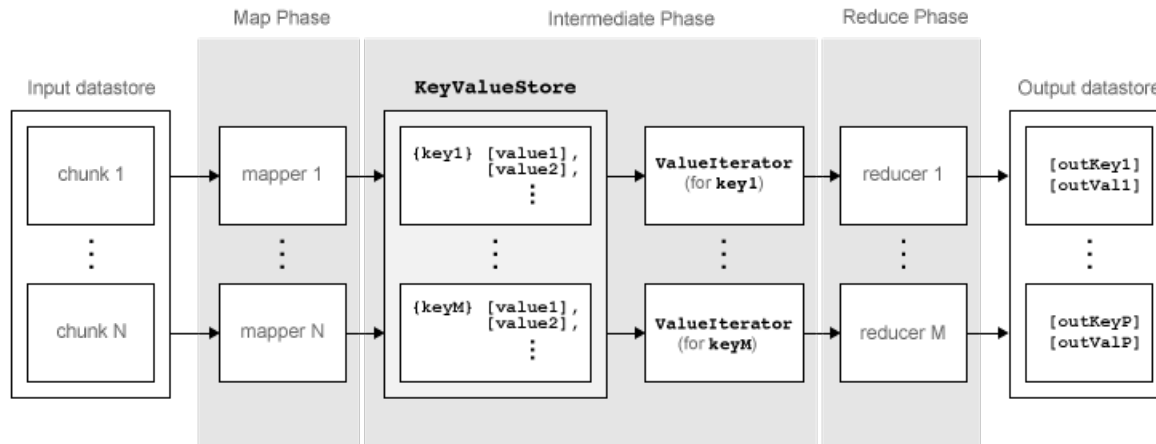 Map Phase
Intermediate Phase
Reduce Phase
Input datastore
KeyValueStore
Output datastore
chunk 1
mapper 1
{key1} [value1],
[value2],
ValueIterator
(for key1)
reducer 1
[outKey1]
[outVal1]
chunk N
mapper N
{keyM} [value1],
[value2],
ValueIterator
(for keyM)
reducer M
[outKeyP]
[outValP]